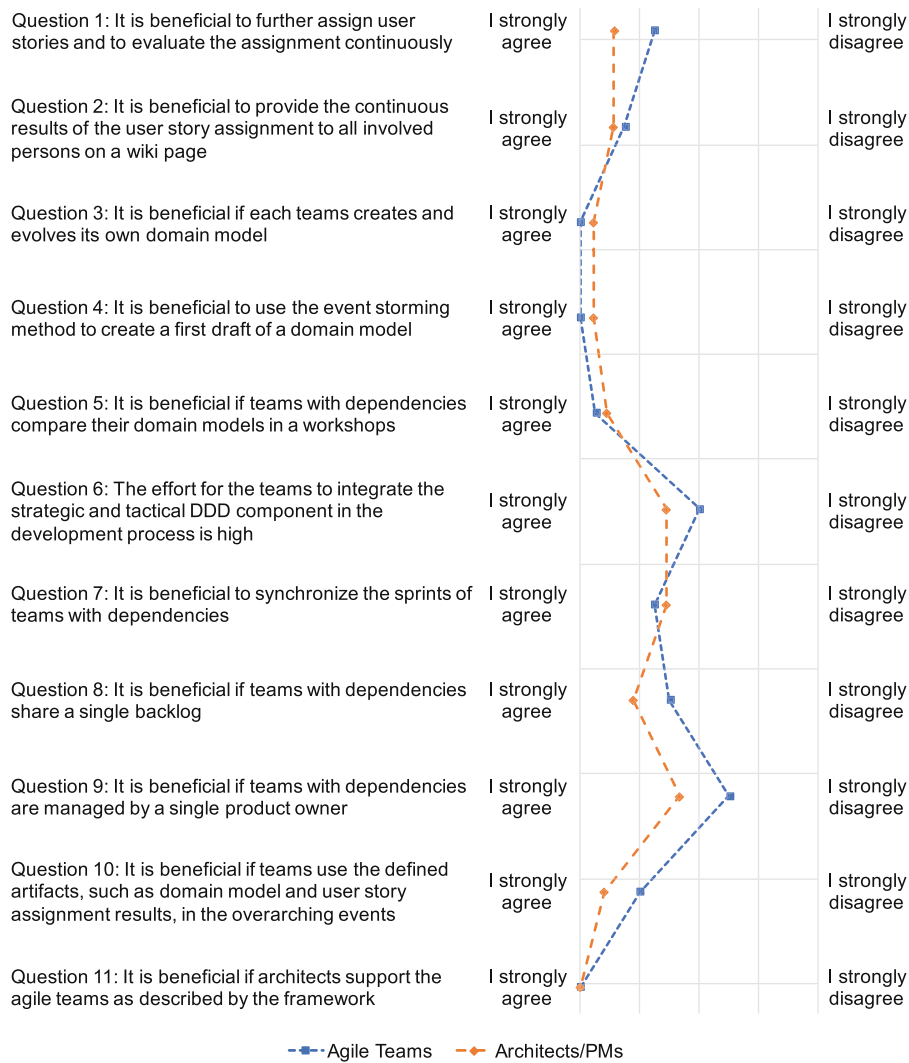 Question 1: It is beneficial to further assign user
stories and to evaluate the assignment continuously
I strongly
agree
I strongly
disagree
Question 2: It is beneficial to provide the continuous
results of the user story assignment to all involved
persons on a wiki page
I strongly
agree
I strongly
disagree
Question 3: It is beneficial if each teams creates and
evolves its own domain model
I strongly
agree
I strongly
disagree
Question 4: It is beneficial to use the event storming
method to create a first draft of a domain model
I strongly
agree
I strongly
disagree
Question 5: It is beneficial if teams with dependencies
compare their domain models in a workshops
I strongly
agree
I strongly
disagree
Question 6: The effort for the teams to integrate the
strategic and tactical DDD component in the
development process is high
I strongly
agree
I strongly
disagree
Question 7: It is beneficial to synchronize the sprints of
teams with dependencies
I strongly
agree
I strongly
disagree
Question 8: It is beneficial if teams with dependencies
share a single backlog
I strongly
agree
I strongly
disagree
Question 9: It is beneficial if teams with dependencies
are managed by a single product owner
I strongly
agree
I strongly
disagree
Question 10: It is beneficial if teams use the defined
artifacts, such as domain model and user story
assignment results, in the overarching events
I strongly
agree
I strongly
disagree
Question 11: It is beneficial if architects support the
agile teams as described by the framework
I strongly
agree
I strongly
disagree
Agile Teams
Architects/PMs